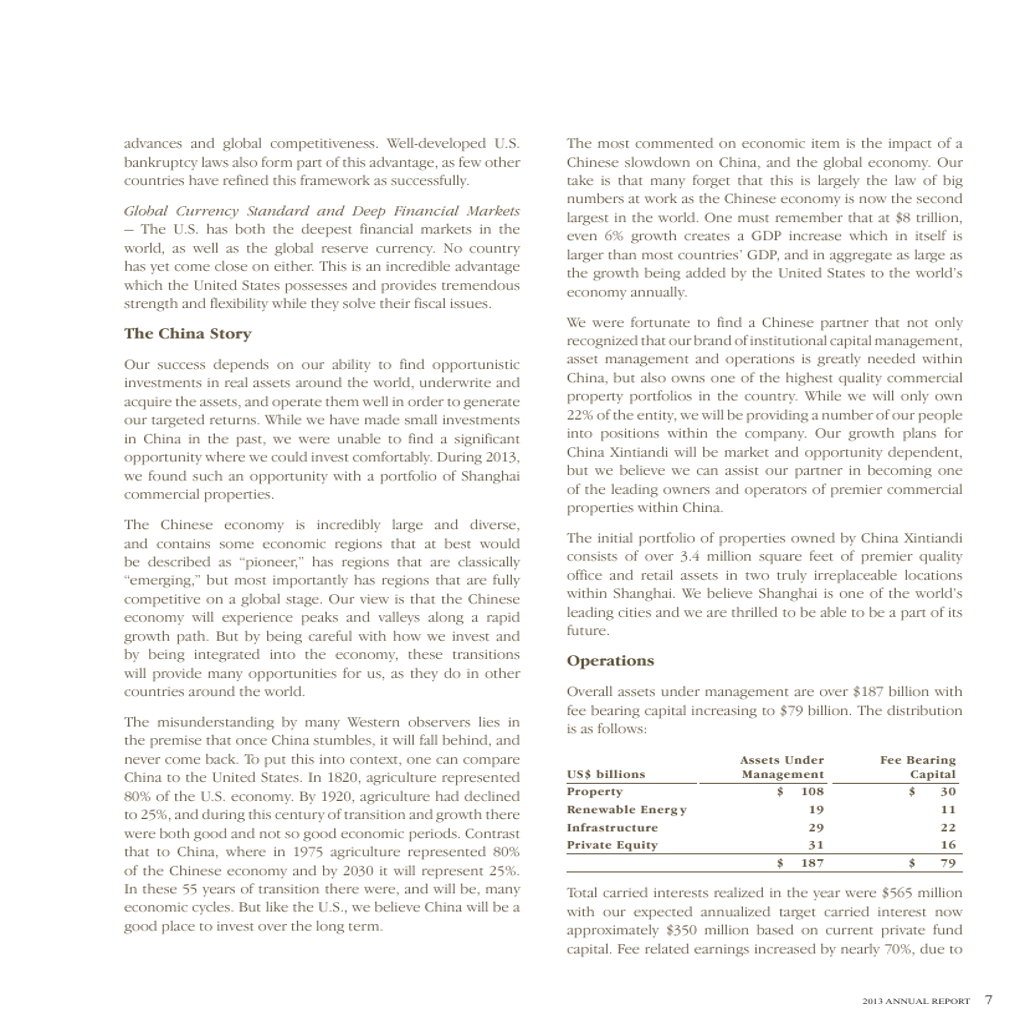 advances and global competitiveness. Well-developed U.S.
bankruptcy laws also form part of this advantage, as few other
countries have refined this framework as successfully.
Global Currency Standard and Deep Financial Markets
— The U.S. has both the deepest financial markets in the
world, as well as the global reserve currency. No country
has yet come close on either. This is an incredible advantage
which the United States possesses and provides tremendous
strength and flexibility while they solve their fiscal issues.
The China Story
Our success depends on our ability to find opportunistic
investments in real assets around the world, underwrite and
acquire the assets, and operate them well in order to generate
our targeted returns. While we have made small investments
in China in the past, we were unable to find a significant
opportunity where we could invest comfortably. During 2013,
we found such an opportunity with a portfolio of Shanghai
commercial properties.
The Chinese economy is incredibly large and diverse,
and contains some economic regions that at best would
be described as “pioneer,” has regions that are classically
“emerging,” but most importantly has regions that are fully
competitive on a global stage. Our view is that the Chinese
economy will experience peaks and valleys along a rapid
growth path. But by being careful with how we invest and
by being integrated into the economy, these transitions
will provide many opportunities for us, as they do in other
countries around the world.
The misunderstanding by many Western observers lies in
the premise that once China stumbles, it will fall behind, and
never come back. To put this into context, one can compare
China to the United States. In 1820, agriculture represented
80% of the U.S. economy. By 1920, agriculture had declined
to 25%, and during this century of transition and growth there
were both good and not so good economic periods. Contrast
that to China, where in 1975 agriculture represented 80%
of the Chinese economy and by 2030 it will represent 25%.
In these 55 years of transition there were, and will be, many
economic cycles. But like the U.S., we believe China will be a
good place to invest over the long term.
The most commented on economic item is the impact of a
Chinese slowdown on China, and the global economy. Our
take is that many forget that this is largely the law of big
numbers at work as the Chinese economy is now the second
largest in the world. One must remember that at $8 trillion,
even 6% growth creates a GDP increase which in itself is
larger than most countries’ GDP, and in aggregate as large as
the growth being added by the United States to the world’s
economy annually.
We were fortunate to find a Chinese partner that not only
recognized that our brand of institutional capital management,
asset management and operations is greatly needed within
China, but also owns one of the highest quality commercial
property portfolios in the country. While we will only own
22% of the entity, we will be providing a number of our people
into positions within the company. Our growth plans for
China Xintiandi will be market and opportunity dependent,
but we believe we can assist our partner in becoming one
of the leading owners and operators of premier commercial
properties within China.
The initial portfolio of properties owned by China Xintiandi
consists of over 3.4 million square feet of premier quality
office and retail assets in two truly irreplaceable locations
within Shanghai. We believe Shanghai is one of the world’s
leading cities and we are thrilled to be able to be a part of its
future.
Operations
Overall assets under management are over $187 billion with
fee bearing capital increasing to $79 billion. The distribution
is as follows:
Assets Under Fee Bearing
US$ billions Management Capital
Property $ 108 $ 30
Renewable Energy 19 11
Infrastructure 29 22
Private Equity 31 16
$ 187 $ 79
Total carried interests realized in the year were $565 million
with our expected annualized target carried interest now
approximately $350 million based on current private fund
capital. Fee related earnings increased by nearly 70%, due to
2013 ANNUAL REPORT 7